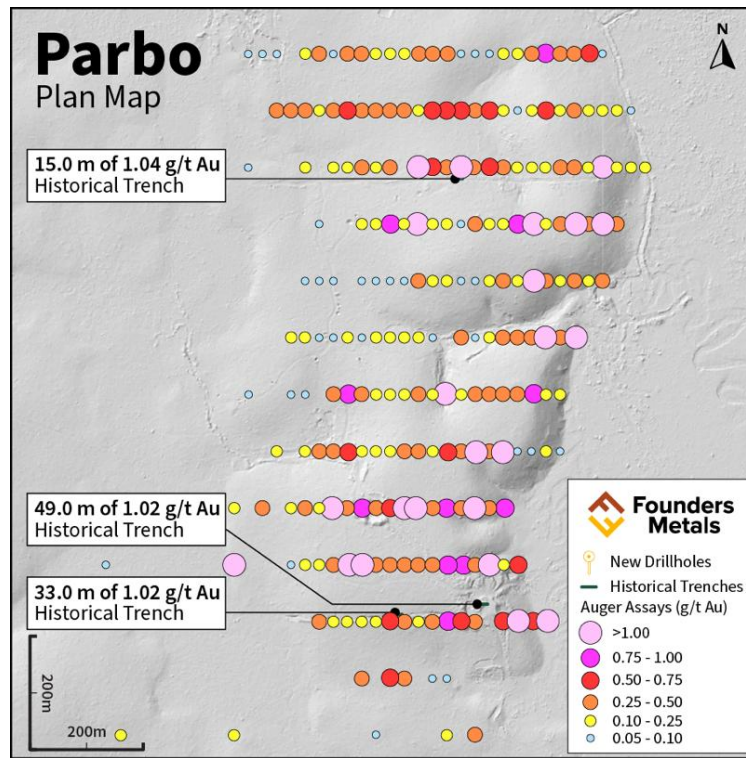 Parbo
Plan Map
N
15.0 m of 1.04 g/t Au
Historical Trench
49.0 m of 1.02 g/t Au
Historical Trench
33.0 m of 1.02 g/t Au
Historical Trench
200m
200m
Founders
Metals
New Drillholes
Historical Trenches
Auger Assays (g/t Au)
>1.00
0.75 - 1.00
0.50 - 0.75
0.25 - 0.50
0.10 - 0.25
0.05 - 0.10